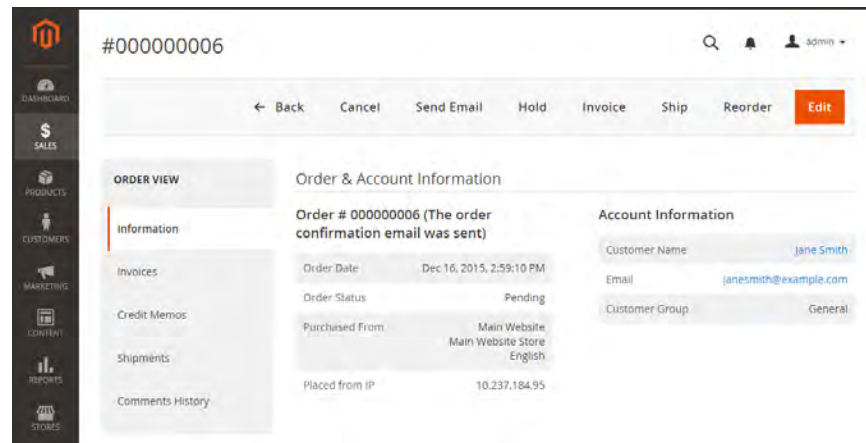 #000000006
admin
DASHBOARD
$
SALES
PRODUCTS
CUSTOMERS
MARKETING
CONTENT
REPORTS
STORES
← Back Cancel Send Email Hold Invoice Ship Reorder Edit
ORDER VIEW
Information
Invoices
Credit Memos
Shipments
Comments History
Order & Account Information
Order # 000000006 (The order
confirmation email was sent)
Order Date Dec 16, 2015, 2:59:10 PM
Order Status Pending
Purchased From Main Website
Main Website Store
English
Placed from IP 10.237.184.95
Account Information
Customer Name Jane Smith
Email janesmith@example.com
Customer Group General